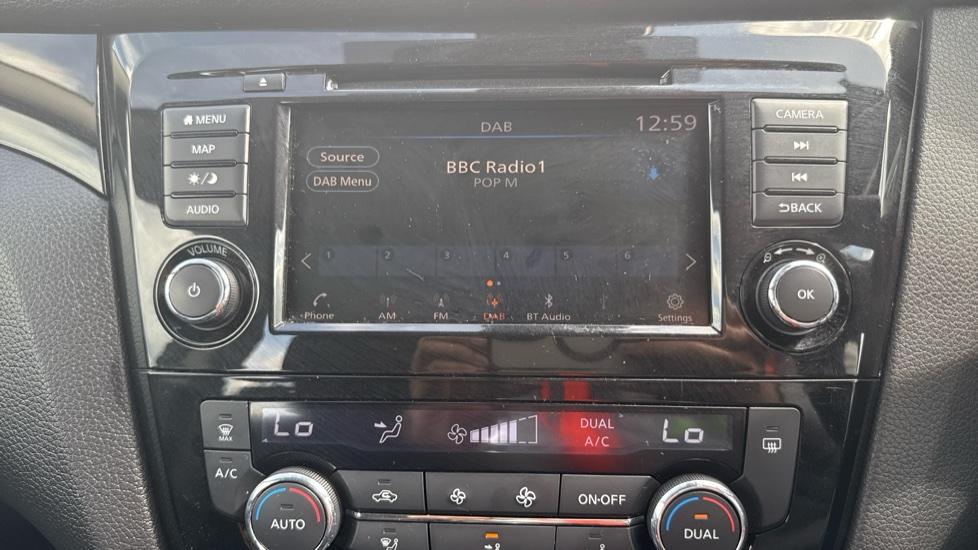 MENU
MAP
AUDIO
VOLUME
DAB
12:59
Source
DAB Menu
BBC Radio1
POP M
1 2 3 4 5 6
Phone AM FM DAB BT Audio Settings
CAMERA
BACK
OK
MAX
A/C
Lo
DUAL
A/C
Lo
AUTO
ON·OFF
DUAL